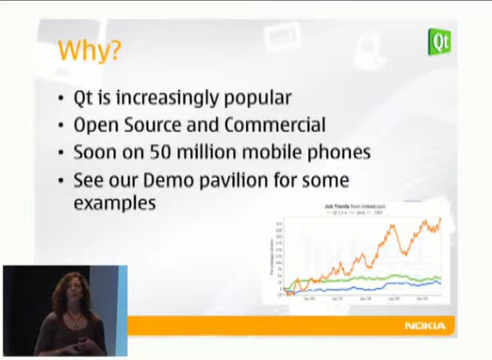 Why?
Qt
• Qt is increasingly popular
• Open Source and Commercial
• Soon on 50 million mobile phones
• See our Demo pavilion for some
examples
Job Trends from Indeed.com
NOKIA